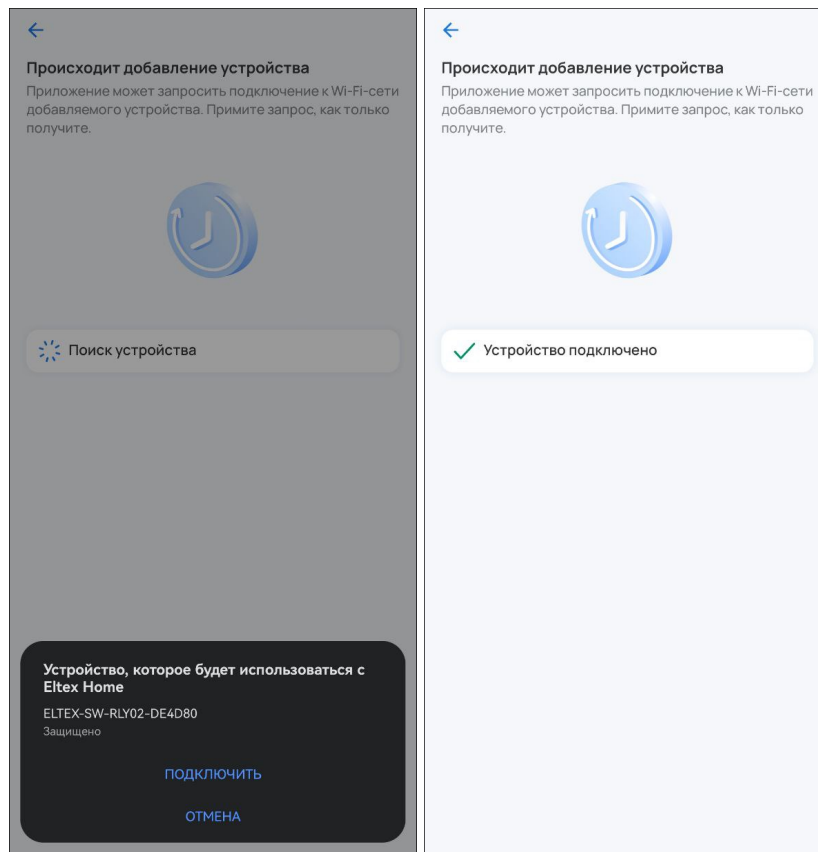 Происходит добавление устройства
Приложение может запросить подключение к Wi-Fi-сети
добавляемого устройства. Примите запрос, как только
получите.
Поиск устройства
Устройство, которое будет использоваться с
Eltex Home
ELTEX-SW-RLY02-DE4D80
Защищено
ПОДКЛЮЧИТЬ
ОТМЕНА
Происходит добавление устройства
Приложение может запросить подключение к Wi-Fi-сети
добавляемого устройства. Примите запрос, как только
получите.
Устройство подключено